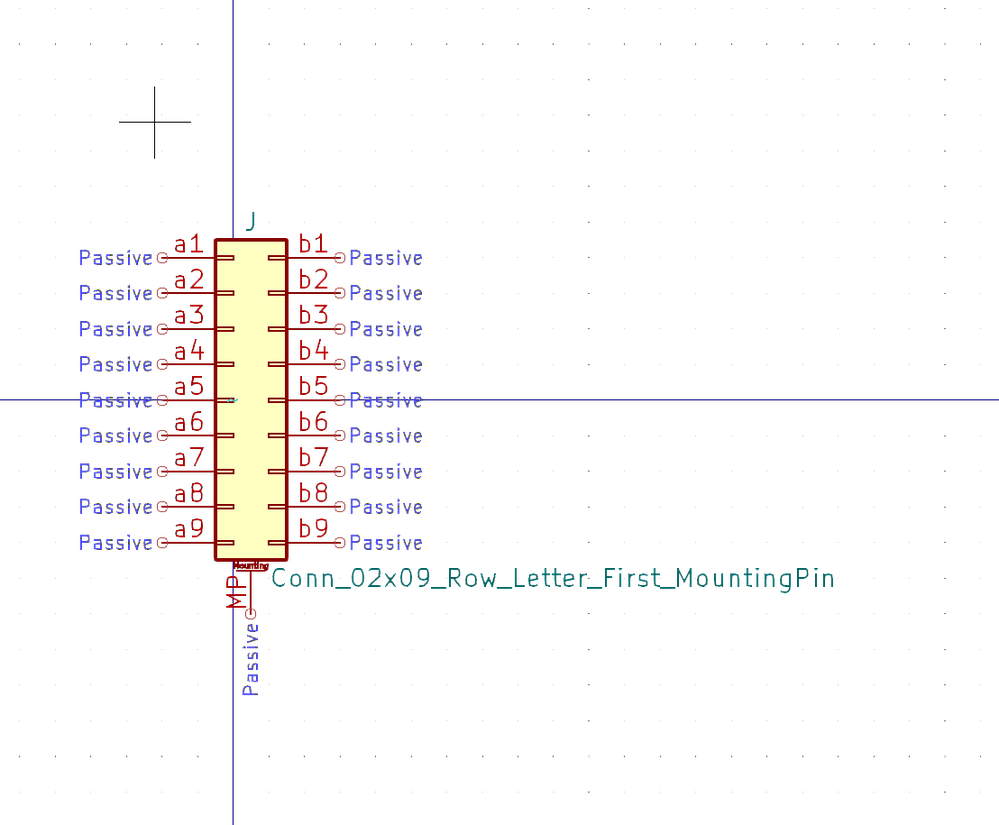 J
Passive a1 b1 Passive
Passive a2 b2 Passive
Passive a3 b3 Passive
Passive a4 b4 Passive
Passive a5 b5 Passive
Passive a6 b6 Passive
Passive a7 b7 Passive
Passive a8 b8 Passive
Passive a9 b9 Passive
Mounting
MP
Conn_02x09_Row_Letter_First_MountingPin
Passive